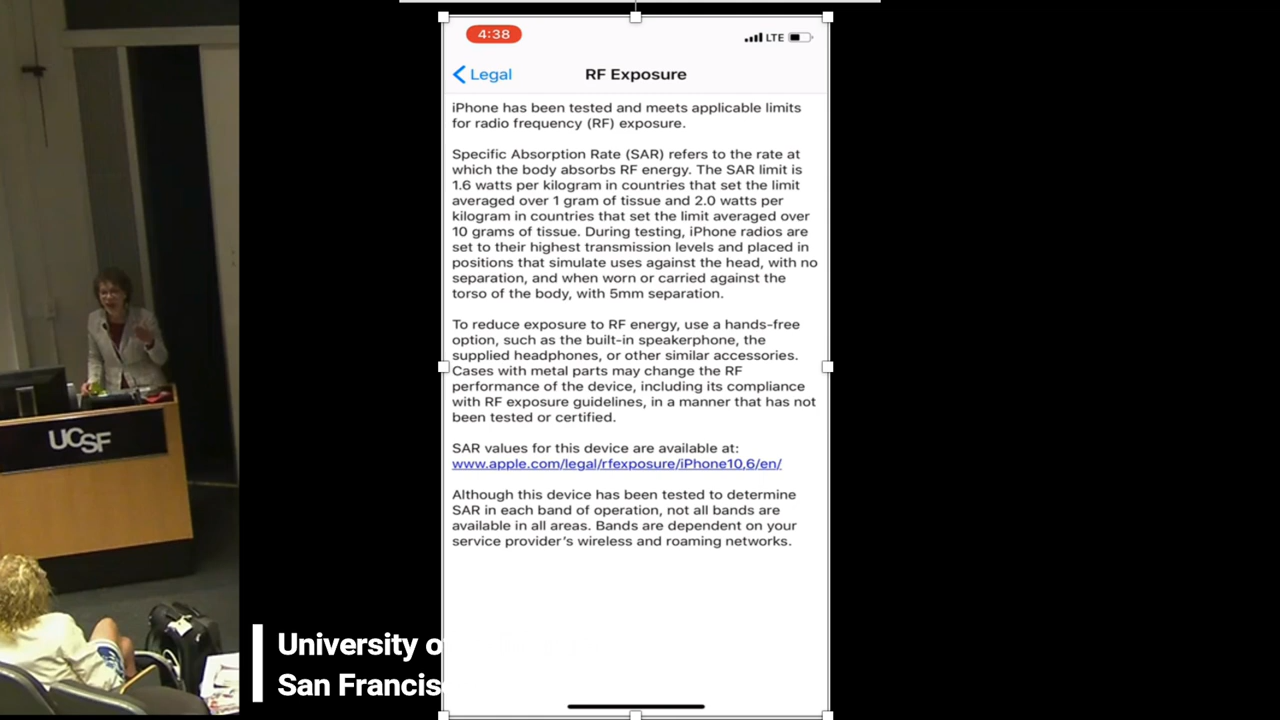 4:38
LTE
Legal
RF Exposure
iPhone has been tested and meets applicable limits
for radio frequency (RF) exposure.
Specific Absorption Rate (SAR) refers to the rate at
which the body absorbs RF energy. The SAR limit is
1.6 watts per kilogram in countries that set the limit
averaged over 1 gram of tissue and 2.0 watts per
kilogram in countries that set the limit averaged over
10 grams of tissue. During testing, iPhone radios are
set to their highest transmission levels and placed in
positions that simulate uses against the head, with no
separation, and when worn or carried against the
torso of the body, with 5mm separation.
To reduce exposure to RF energy, use a hands-free
option, such as the built-in speakerphone, the
supplied headphones, or other similar accessories.
Cases with metal parts may change the RF
performance of the device, including its compliance
with RF exposure guidelines, in a manner that has not
been tested or certified.
SAR values for this device are available at:
www.apple.com/legal/rfexposure/iPhone10,6/en/
Although this device has been tested to determine
SAR in each band of operation, not all bands are
available in all areas. Bands are dependent on your
service provider's wireless and roaming networks.
UCSF
University o
San Francis